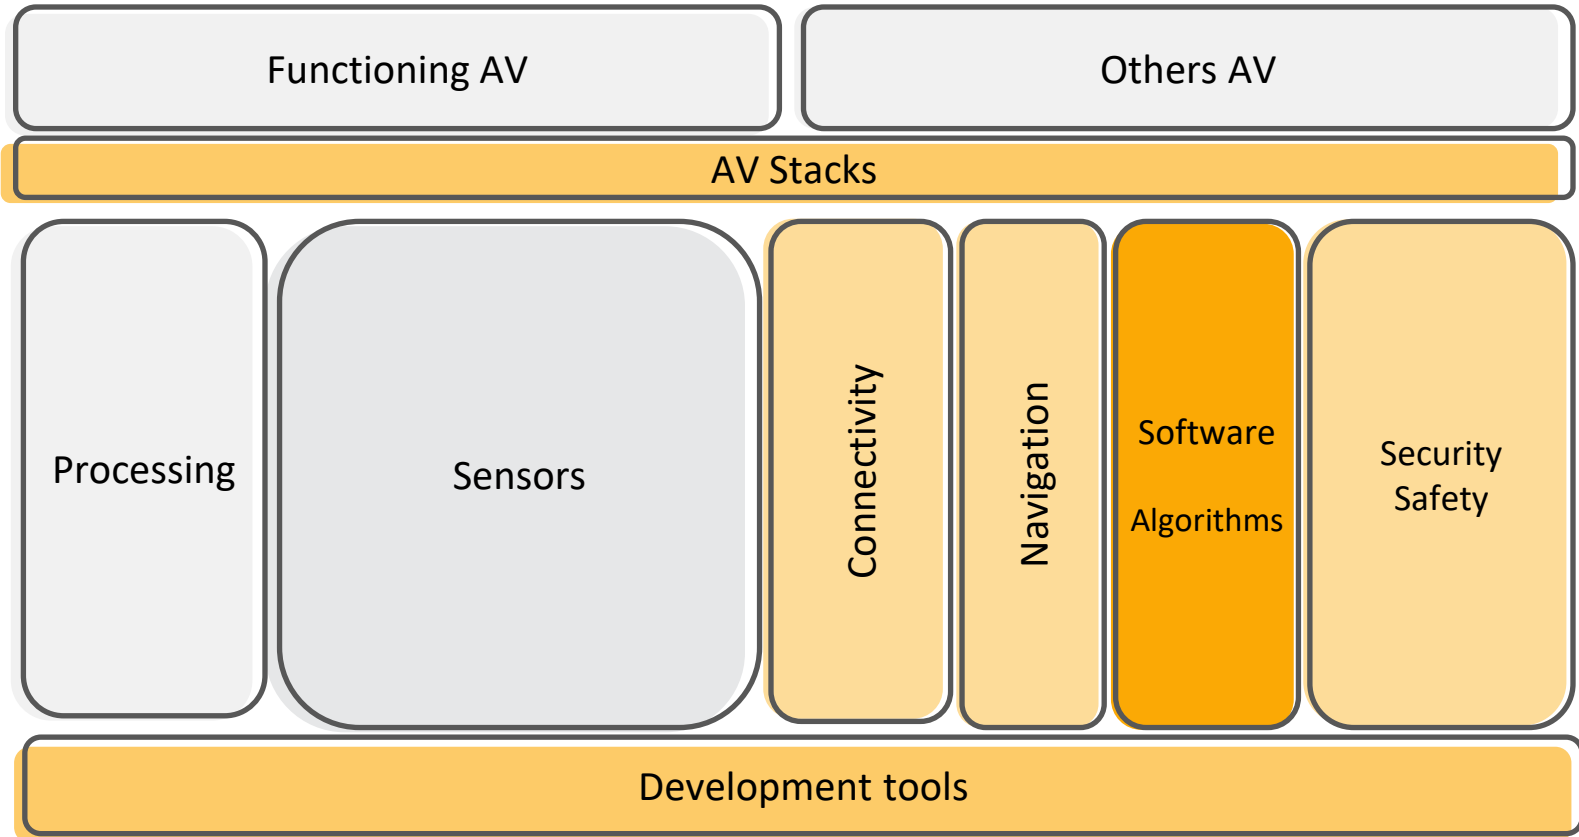 Functioning AV
Others AV
AV Stacks
Processing
Sensors
Connectivity
Navigation
Software
Algorithms
Security
Safety
Development tools